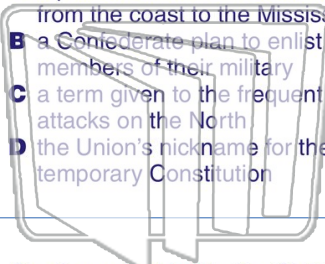 from the coast to the Mississ
B a Confederate plan to enlist
members of their military
C a term given to the frequent
attacks on the North
D the Union's nickname for the
temporary Constitution